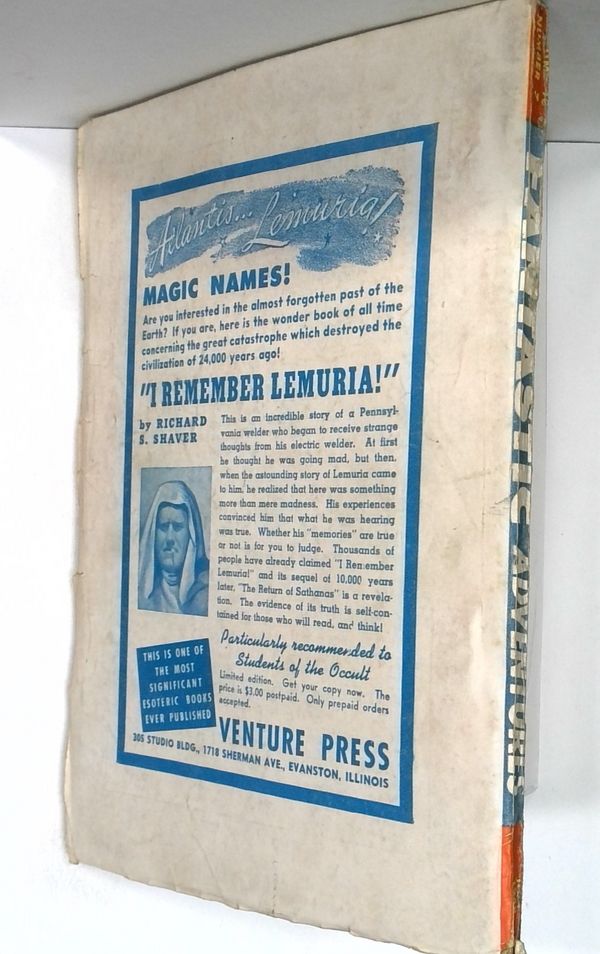 Atlantis... Lemuria!
MAGIC NAMES!
Are you interested in the almost forgotten past of the
Earth? If you are, here is the wonder book of all time
concerning the great catastrophe which destroyed the
civilization of 24,000 years ago!
"I REMEMBER LEMURIA!"
by RICHARD
S. SHAVER
This is an incredible story of a Pennsyl-
vania welder who began to receive strange
thoughts from his electric welder. At first
he thought he was going mad, but then,
when the astounding story of Lemuria came
to him, he realized that here was something
more than mere madness. His experiences
convinced him that what he was hearing
was true. Whether his "memories" are true
or not is for you to judge. Thousands of
people have already claimed "I Remember
Lemuria!" and its sequel of 10,000 years
later, "The Return of Sathanas" is a revela-
tion. The evidence of its truth is self-con-
tained for those who will read, and think!
Particularly recommended to
Students of the Occult
Limited edition. Get your copy now. The
price is $3.00 postpaid. Only prepaid orders
accepted.
THIS IS ONE OF
THE MOST
SIGNIFICANT
ESOTERIC BOOKS
EVER PUBLISHED
VENTURE PRESS
305 STUDIO BLDG., 1718 SHERMAN AVE., EVANSTON, ILLINOIS
NUMBER 7
FANTASTIC ADVENTURES